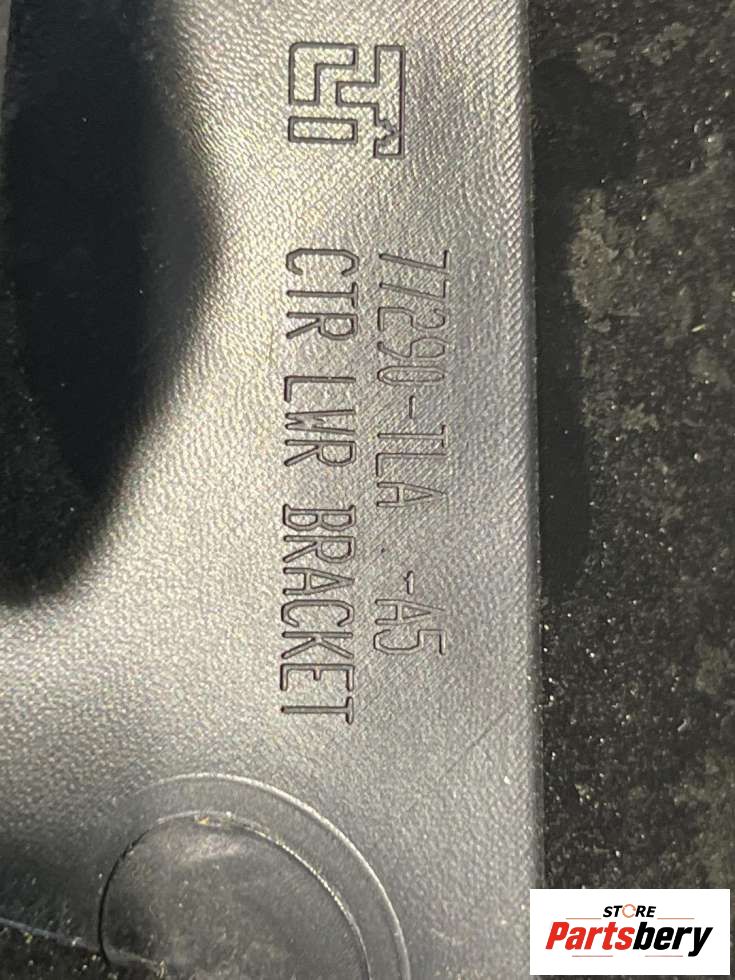 77290-TLA -A5
CTR LWR BRACKET
STORE
Partsbery